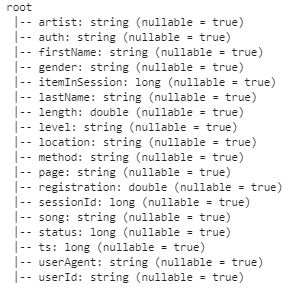 root
 |-- artist: string (nullable = true)
 |-- auth: string (nullable = true)
 |-- firstName: string (nullable = true)
 |-- gender: string (nullable = true)
 |-- itemInSession: long (nullable = true)
 |-- lastName: string (nullable = true)
 |-- length: double (nullable = true)
 |-- level: string (nullable = true)
 |-- location: string (nullable = true)
 |-- method: string (nullable = true)
 |-- page: string (nullable = true)
 |-- registration: double (nullable = true)
 |-- sessionId: long (nullable = true)
 |-- song: string (nullable = true)
 |-- status: long (nullable = true)
 |-- ts: long (nullable = true)
 |-- userAgent: string (nullable = true)
 |-- userId: string (nullable = true)